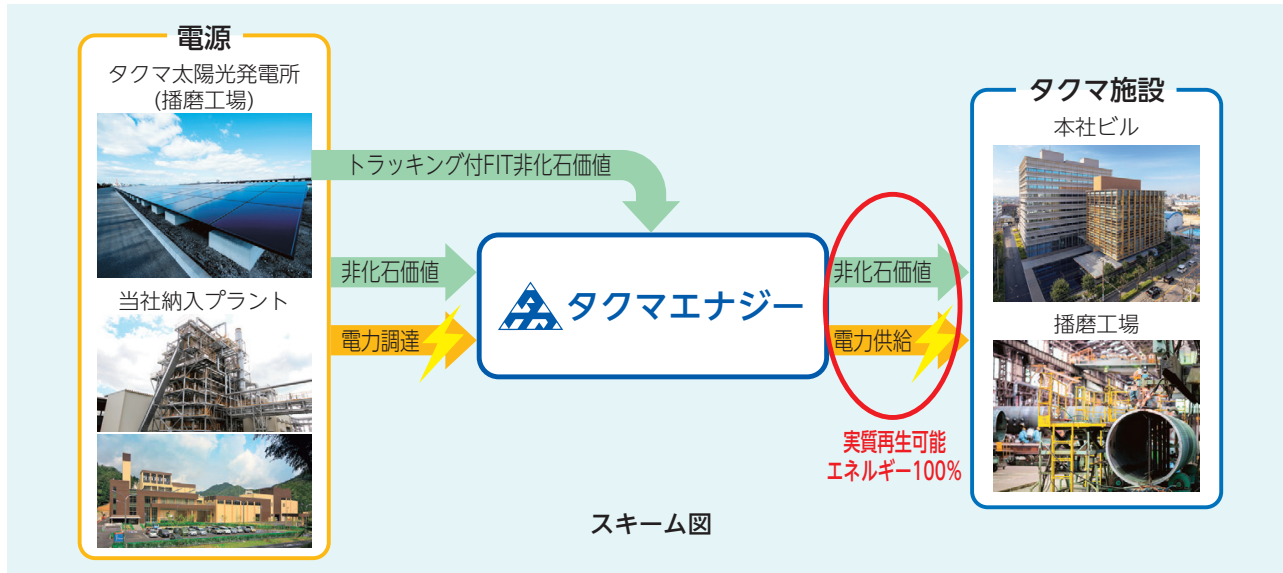 電源
タクマ太陽光発電所
(播磨工場)
トラッキング付FIT非化石価値
非化石価値
当社納入プラント
電力調達
タクマエナジー
非化石価値
電力供給
実質再生可能
エネルギー100%
タクマ施設
本社ビル
播磨工場
スキーム図